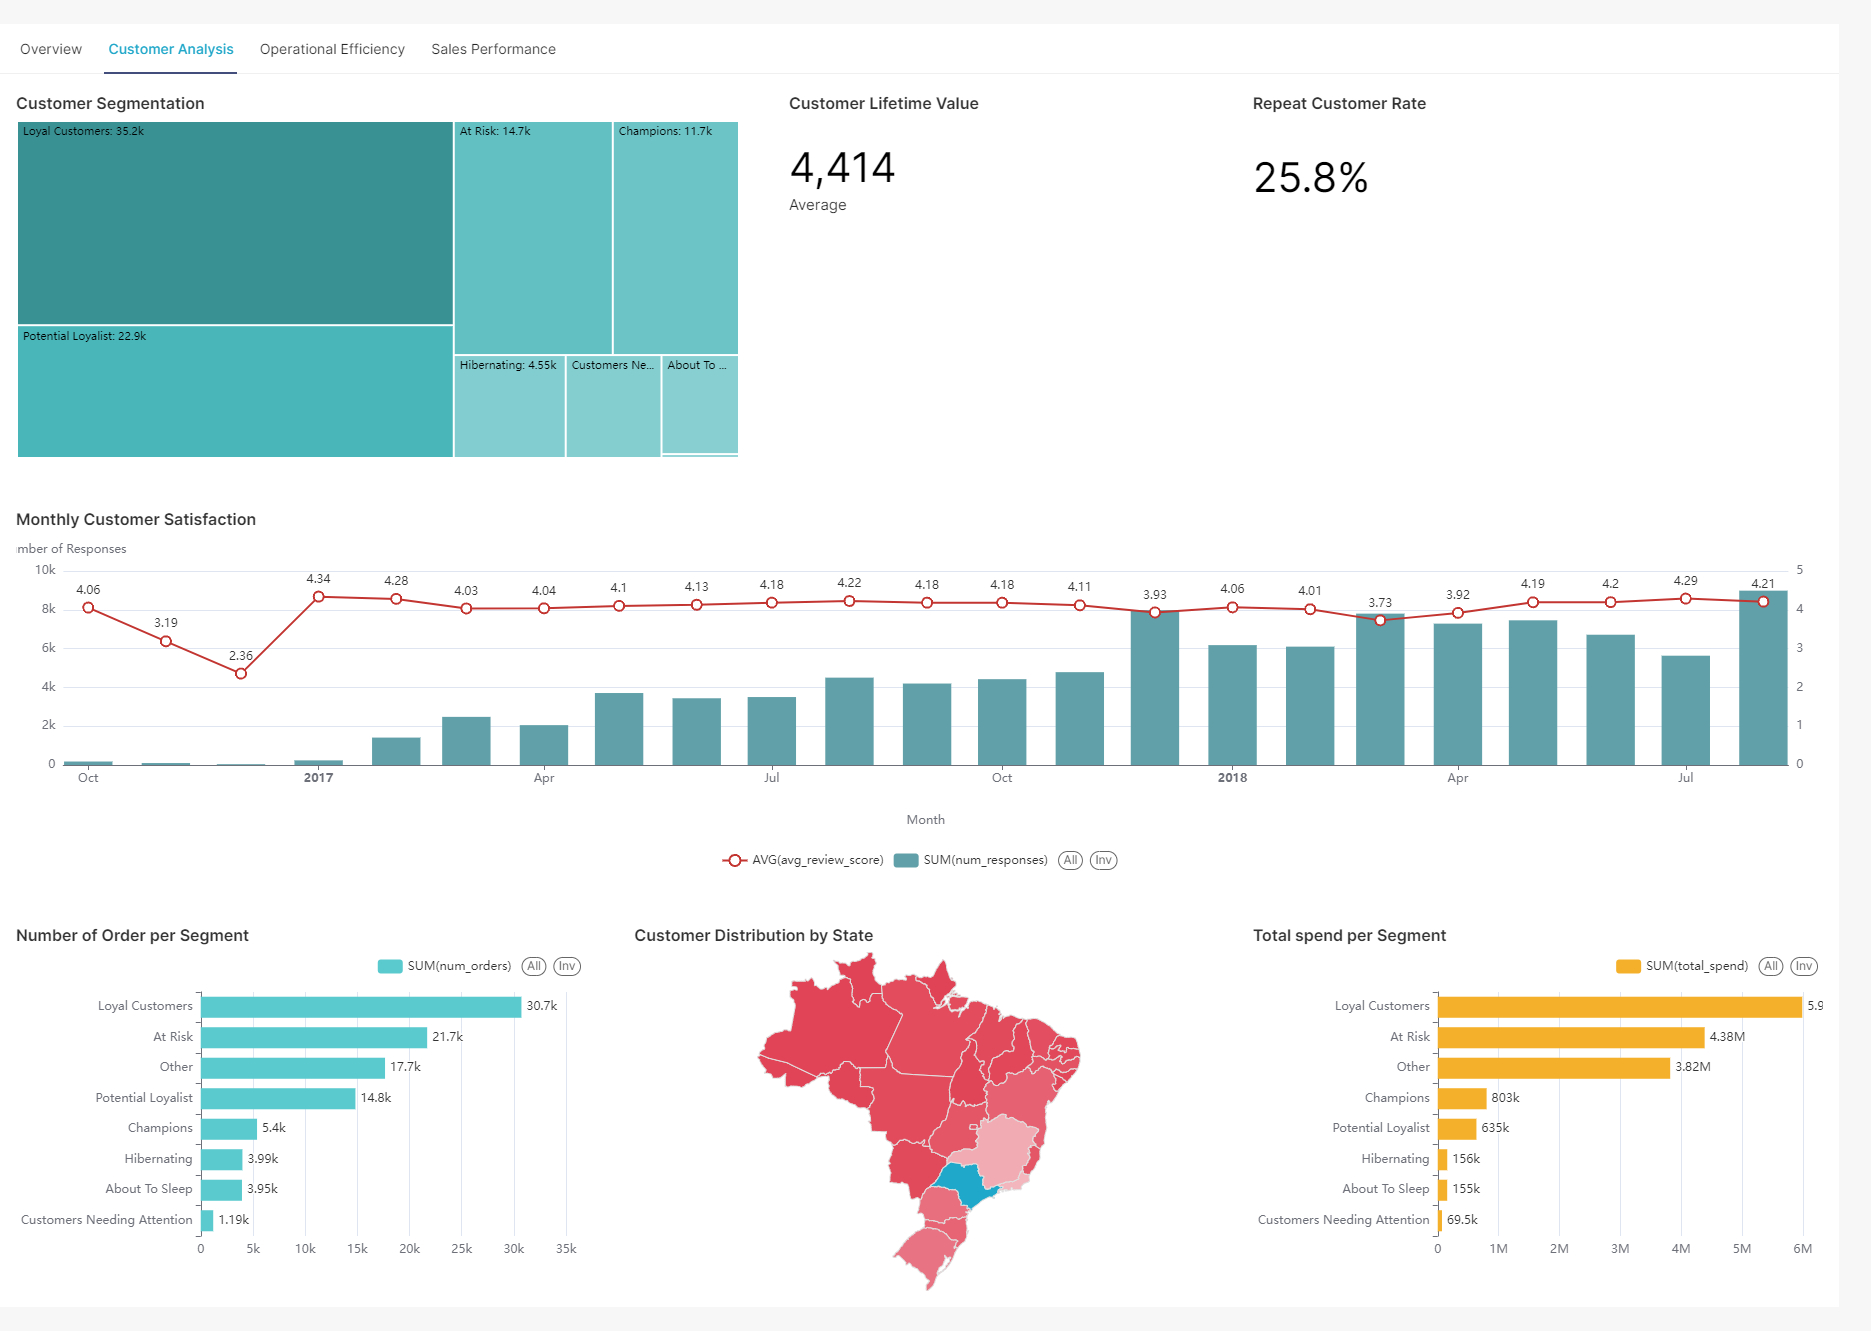 Overview Customer Analysis Operational Efficiency Sales Performance
Customer Segmentation
Loyal Customers: 35.2k
At Risk: 14.7k
Champions: 11.7k
Potential Loyalist: 22.9k
Hibernating: 4.55k
Customers Ne...
About To ...
Customer Lifetime Value
4,414
Average
Repeat Customer Rate
25.8%
Monthly Customer Satisfaction
mber of Responses
10k
8k
6k
4k
2k
0
4.06
3.19
2.36
4.34
4.28
4.03
4.04
4.1
4.13
4.18
4.22
4.18
4.18
4.11
3.93
4.06
4.01
3.73
3.92
4.19
4.2
4.29
4.21
5
4
3
2
1
0
Oct 2017 Apr Jul Oct 2018 Apr Jul
Month
AVG(avg_review_score) SUM(num_responses) All Inv
Number of Order per Segment
SUM(num_orders) All Inv
Loyal Customers 30.7k
At Risk 21.7k
Other 17.7k
Potential Loyalist 14.8k
Champions 5.4k
Hibernating 3.99k
About To Sleep 3.95k
Customers Needing Attention 1.19k
0 5k 10k 15k 20k 25k 30k 35k
Customer Distribution by State
Total spend per Segment
SUM(total_spend) All Inv
Loyal Customers 5.9
At Risk 4.38M
Other 3.82M
Champions 803k
Potential Loyalist 635k
Hibernating 156k
About To Sleep 155k
Customers Needing Attention 69.5k
0 1M 2M 3M 4M 5M 6M